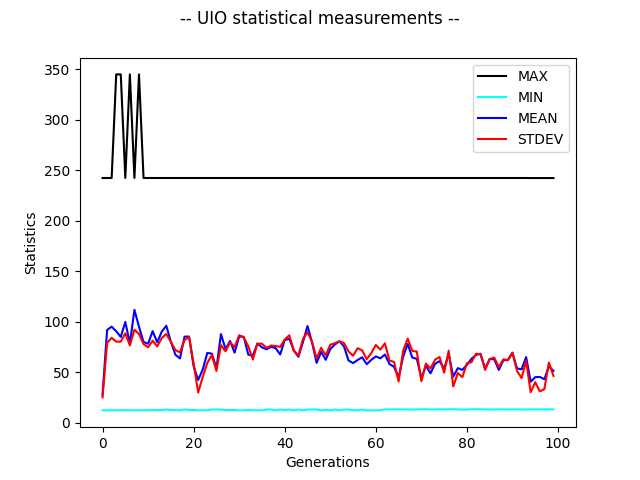 -- UIO statistical measurements --
MAX
MIN
MEAN
STDEV
Statistics
350
300
250
200
150
100
50
0
0 20 40 60 80 100
Generations